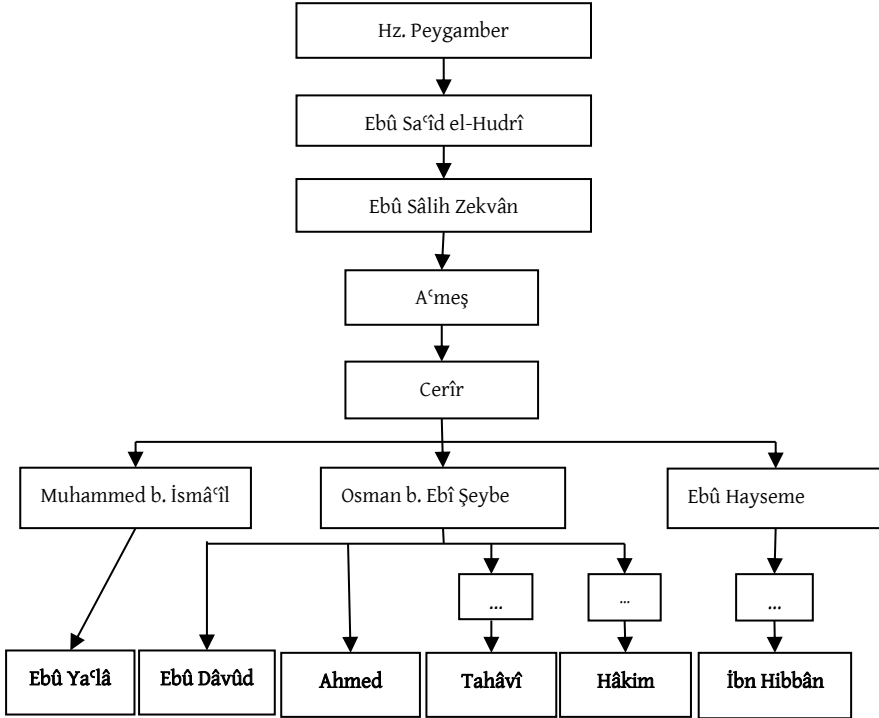 Hz. Peygamber
Ebû Saʿîd el-Hudrî
Ebû Sâlih Zekvân
Aʿmeş
Cerîr
Muhammed b. İsmâʿîl
Osman b. Ebî Şeybe
Ebû Hayseme
...
...
...
Ebû Yaʿlâ
Ebû Dâvûd
Ahmed
Tahâvî
Hâkim
İbn Hibbân